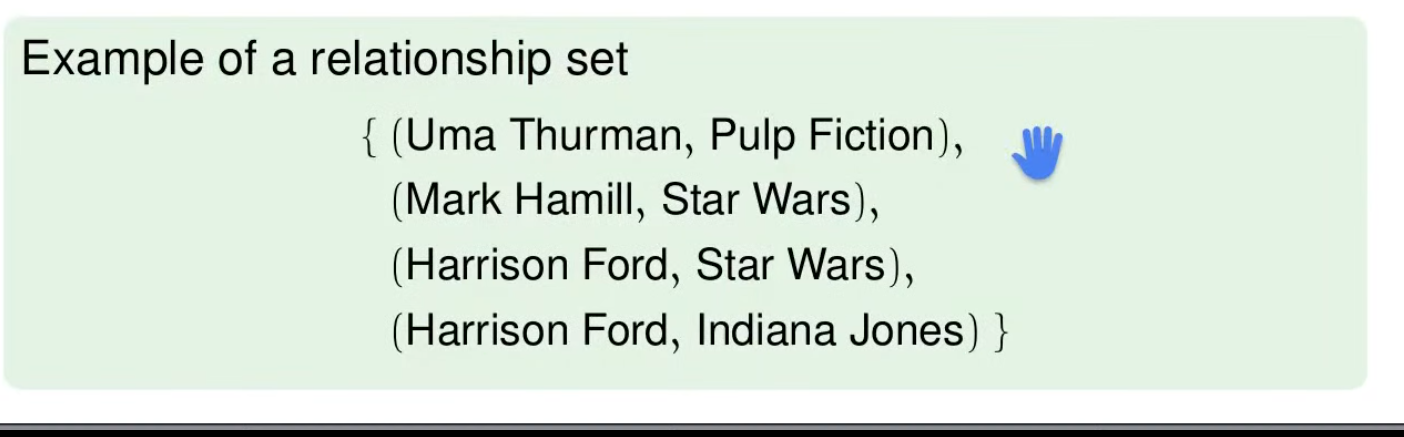 Example of a relationship set
{ (Uma Thurman, Pulp Fiction),
(Mark Hamill, Star Wars),
(Harrison Ford, Star Wars),
(Harrison Ford, Indiana Jones) }